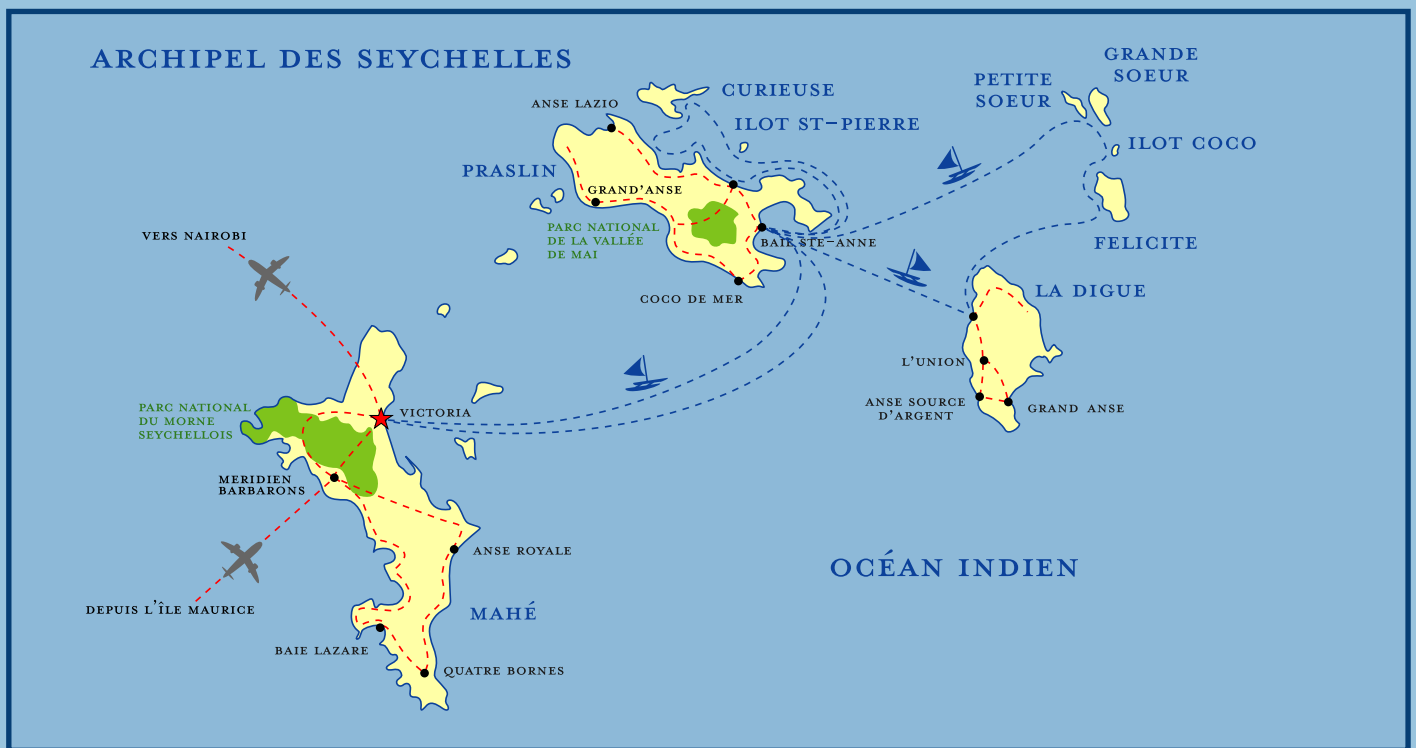 ARCHIPEL DES SEYCHELLES
GRANDE
SOEUR
PETITE
SOEUR
CURIEUSE
ANSE LAZIO
ILOT ST-PIERRE
ILOT COCO
PRASLIN
GRAND'ANSE
PARC NATIONAL
DE LA VALLÉE
DE MAI
VERS NAIROBI
BAIE STE-ANNE
FELICITE
COCO DE MER
LA DIGUE
L'UNION
ANSE SOURCE
D'ARGENT
GRAND ANSE
PARC NATIONAL
DU MORNE
SEYCHELLOIS
VICTORIA
MERIDIEN
BARBARONS
ANSE ROYALE
OCÉAN INDIEN
DEPUIS L'ÎLE MAURICE
MAHÉ
BAIE LAZARE
QUATRE BORNES